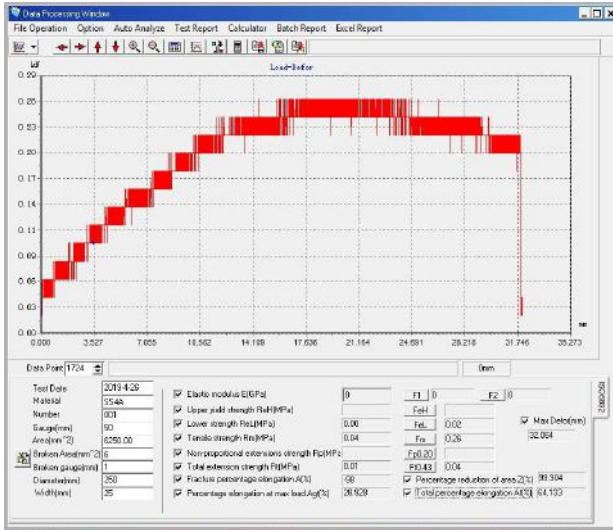 Data Processing Window
File Operation Option Auto Analyze Test Report Calculator Batch Report Excel Report
kN
Load-Defor
0.29
0.26
0.23
0.20
0.17
0.14
0.11
0.09
0.06
0.03
0.00
0.000 3.527 7.055 10.582 14.109 17.636 21.164 24.691 28.218 31.746 35.273
Data Point 1724 0mm
Test Date 2019-4-26
Material SS4A
Number 001
Gauge(mm) 50
Area(mm^2) 6250.00
Broken Area(mm^2) 6
Broken gauge(mm) 1
Diameter(mm) 250
Width(mm) 25
Elastic modulus E(GPa) 0
Upper yield strength ReH(MPa)
Lower strength ReL(MPa) 0.00
Tensile strength Rm(MPa) 0.04
Non-proportional extensions strength Rp(MPa
Total extension strength Rt(MPa) 0.01
Fracture percentage elongation A(%) -98
Percentage elongation at max load Agt(%) 28.928
F1 0 F2 0
FeH
FeL 0.02
Fm 0.26
Fp0.20
Ft0.43 0.04
Max Defor(mm)
32.064
Percentage reduction of area Z(%) 99.904
Total percentage elongation At(%) 64.133
ISO6892